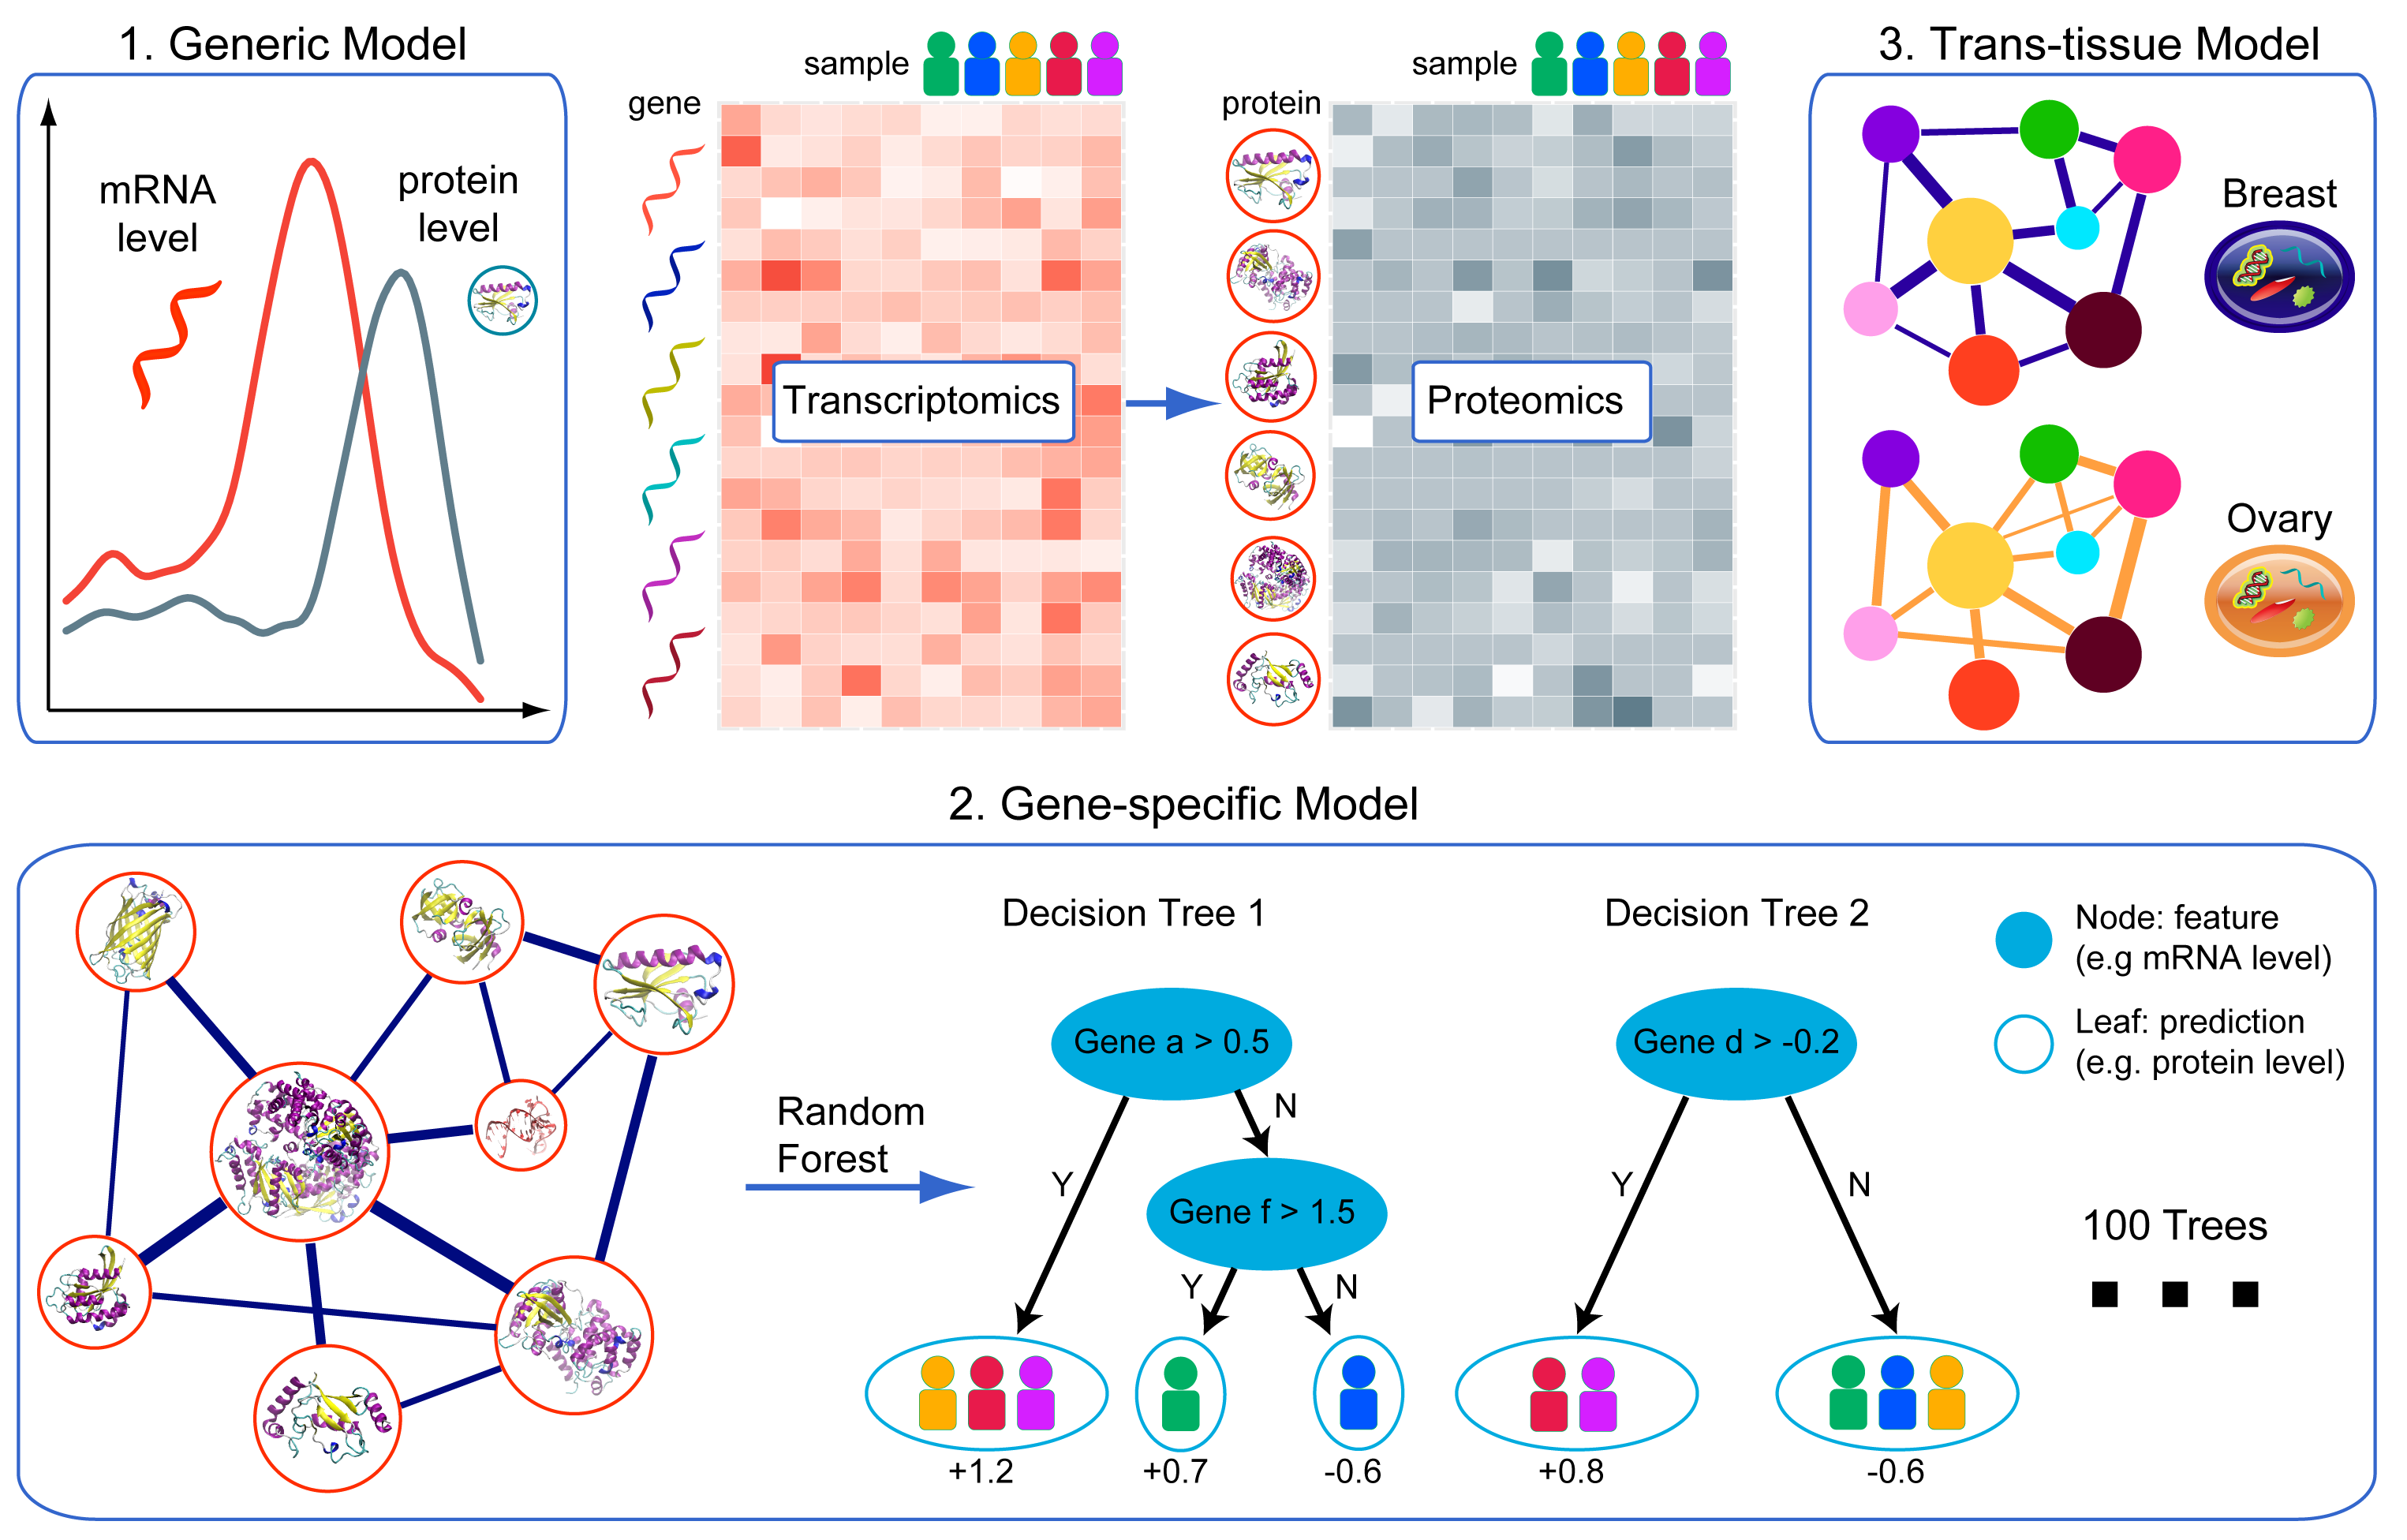 1. Generic Model
mRNA
level
protein
level
sample
gene
Transcriptomics
sample
protein
Proteomics
3. Trans-tissue Model
Breast
Ovary
2. Gene-specific Model
Random
Forest
Decision Tree 1
Gene a > 0.5
N
Y
Gene f > 1.5
Y
N
+1.2
+0.7
-0.6
Decision Tree 2
Gene d > -0.2
Y
N
+0.8
-0.6
Node: feature
(e.g mRNA level)
Leaf: prediction
(e.g. protein level)
100 Trees